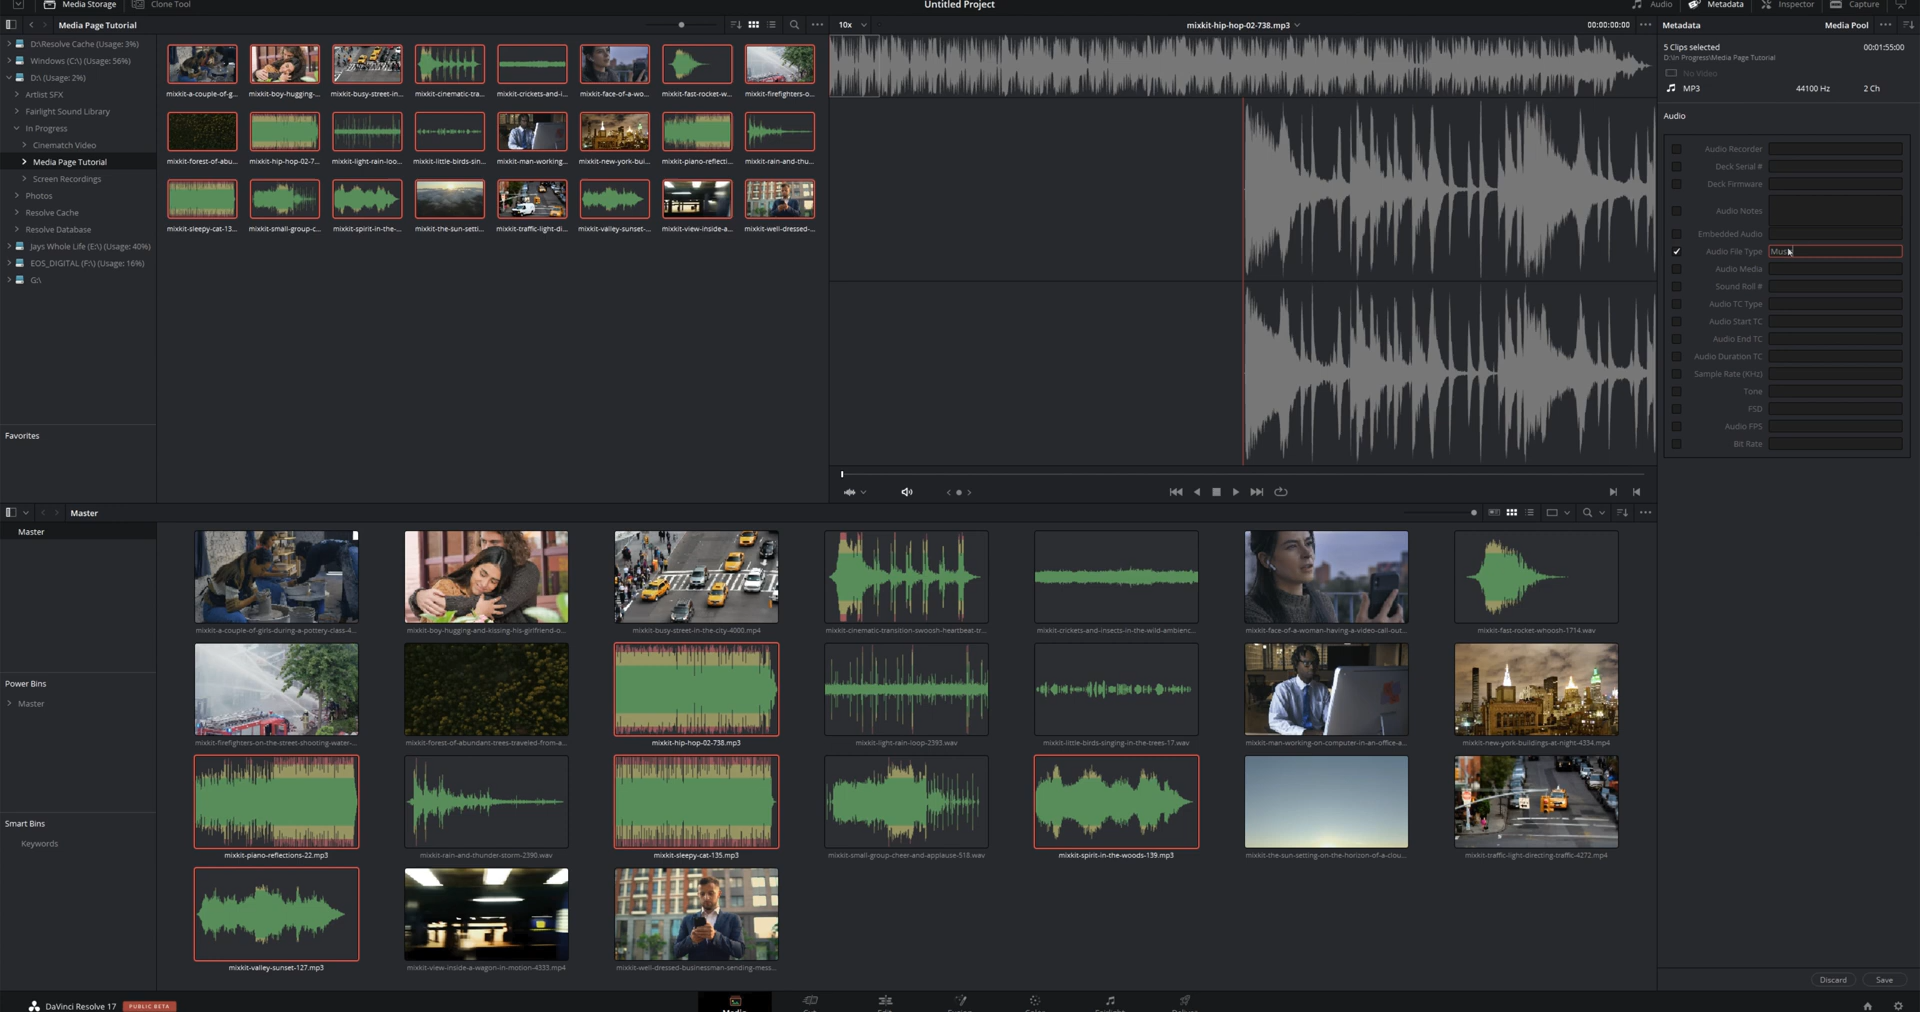 Media Storage
Clone Tool
Untitled Project
Audio
Metadata
Inspector
Capture
Media Page Tutorial
10x
mixkit-hip-hop-02-738.mp3
00:00:00:00
Metadata
Media Pool
D:\Resolve Cache (Usage: 3%)
Windows (C:\) (Usage: 56%)
D:\ (Usage: 2%)
Artlist SFX
Fairlight Sound Library
In Progress
Cinematch Video
Media Page Tutorial
Screen Recordings
Photos
Resolve Cache
Resolve Database
Jays Whole Life (E:\) (Usage: 40%)
EOS_DIGITAL (F:\) (Usage: 16%)
G:\
Favorites
mixkit-a-couple-of-g...
mixkit-boy-hugging-...
mixkit-busy-street-in...
mixkit-cinematic-tra...
mixkit-crickets-and-i...
mixkit-face-of-a-wo...
mixkit-fast-rocket-w...
mixkit-firefighters-o...
mixkit-forest-of-abu...
mixkit-hip-hop-02-7...
mixkit-light-rain-loo...
mixkit-little-birds-sin...
mixkit-man-working...
mixkit-new-york-bui...
mixkit-piano-reflecti...
mixkit-rain-and-thu...
mixkit-sleepy-cat-13...
mixkit-small-group-c...
mixkit-spirit-in-the-...
mixkit-the-sun-setti...
mixkit-traffic-light-di...
mixkit-valley-sunset-...
mixkit-view-inside-a...
mixkit-well-dressed-...
5 Clips selected
00:01:55:00
D:\In Progress\Media Page Tutorial
No Video
MP3
44100 Hz
2 Ch
Audio
Audio Recorder
Deck Serial #
Deck Firmware
Audio Notes
Embedded Audio
Audio File Type
Audio Media
Sound Roll #
Audio TC Type
Audio Start TC
Audio End TC
Audio Duration TC
Sample Rate (KHz)
Tone
FSD
Audio FPS
Bit Rate
Master
Master
Power Bins
Master
Smart Bins
Keywords
mixkit-a-couple-of-girls-during-a-pottery-class-4...
mixkit-boy-hugging-and-kissing-his-girlfriend-o...
mixkit-busy-street-in-the-city-4000.mp4
mixkit-cinematic-transition-swoosh-heartbeat-tr...
mixkit-crickets-and-insects-in-the-wild-ambienc...
mixkit-face-of-a-woman-having-a-video-call-out...
mixkit-fast-rocket-whoosh-1714.wav
mixkit-firefighters-on-the-street-shooting-water-...
mixkit-forest-of-abundant-trees-traveled-from-a...
mixkit-hip-hop-02-738.mp3
mixkit-light-rain-loop-2393.wav
mixkit-little-birds-singing-in-the-trees-17.wav
mixkit-man-working-on-computer-in-an-office-a...
mixkit-new-york-buildings-at-night-4334.mp4
mixkit-piano-reflections-22.mp3
mixkit-rain-and-thunder-storm-2390.wav
mixkit-sleepy-cat-135.mp3
mixkit-small-group-cheer-and-applause-518.wav
mixkit-spirit-in-the-woods-139.mp3
mixkit-the-sun-setting-on-the-horizon-of-a-clou...
mixkit-traffic-light-directing-traffic-4272.mp4
mixkit-valley-sunset-127.mp3
mixkit-view-inside-a-wagon-in-motion-4333.mp4
mixkit-well-dressed-businessman-sending-mess...
Discard
Save
DaVinci Resolve 17
PUBLIC BETA